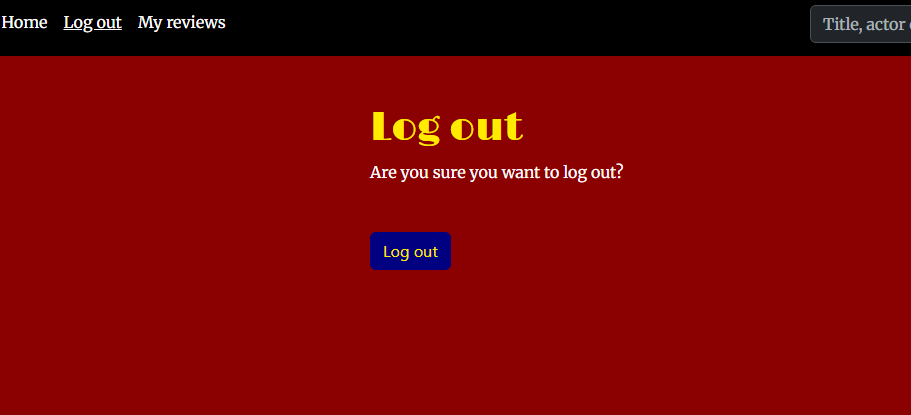 Home Log out My reviews
Title, actor
Log out
Are you sure you want to log out?
Log out